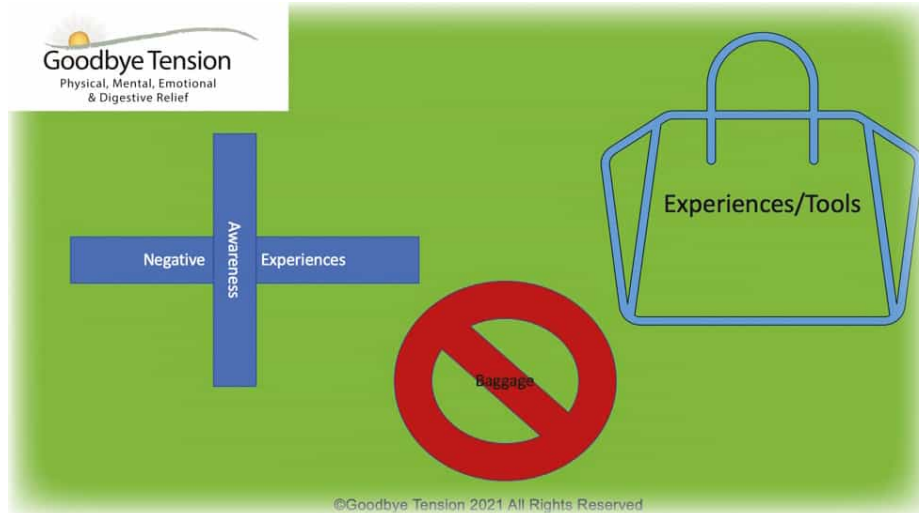 Goodbye Tension
Physical, Mental, Emotional
& Digestive Relief
Experiences/Tools
Negative
Awareness
Experiences
Baggage
©Goodbye Tension 2021 All Rights Reserved